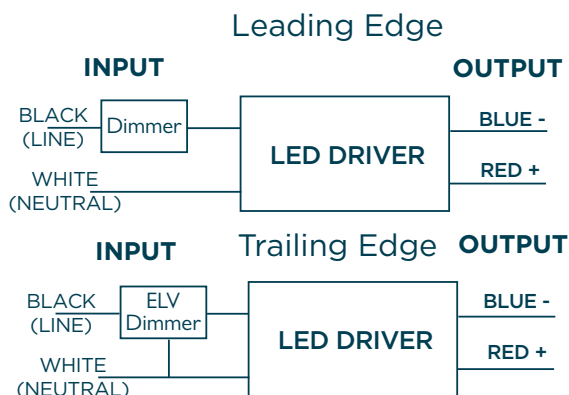 Leading Edge
INPUT
OUTPUT
BLACK
(LINE)
Dimmer
LED DRIVER
BLUE -
RED +
WHITE
(NEUTRAL)
INPUT
Trailing Edge
OUTPUT
BLACK
(LINE)
ELV
Dimmer
LED DRIVER
BLUE -
RED +
WHITE
(NEUTRAL)